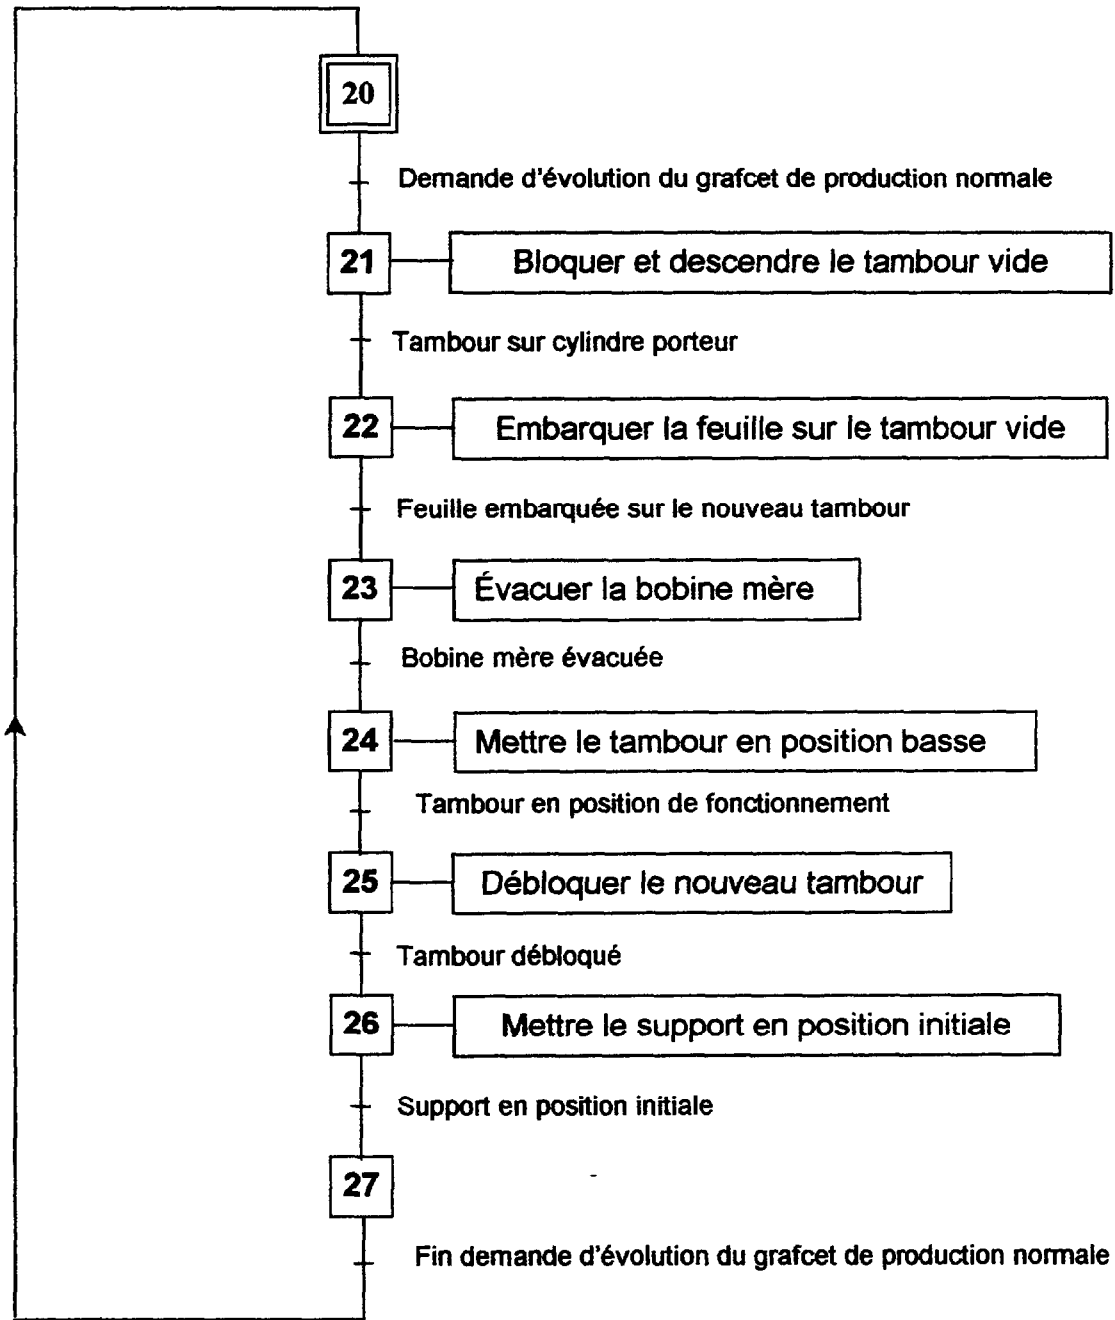 20
Demande d'évolution du grafcet de production normale
21
Bloquer et descendre le tambour vide
Tambour sur cylindre porteur
22
Embarquer la feuille sur le tambour vide
Feuille embarquée sur le nouveau tambour
23
Évacuer la bobine mère
Bobine mère évacuée
24
Mettre le tambour en position basse
Tambour en position de fonctionnement
25
Débloquer le nouveau tambour
Tambour débloqué
26
Mettre le support en position initiale
Support en position initiale
27
Fin demande d'évolution du grafcet de production normale